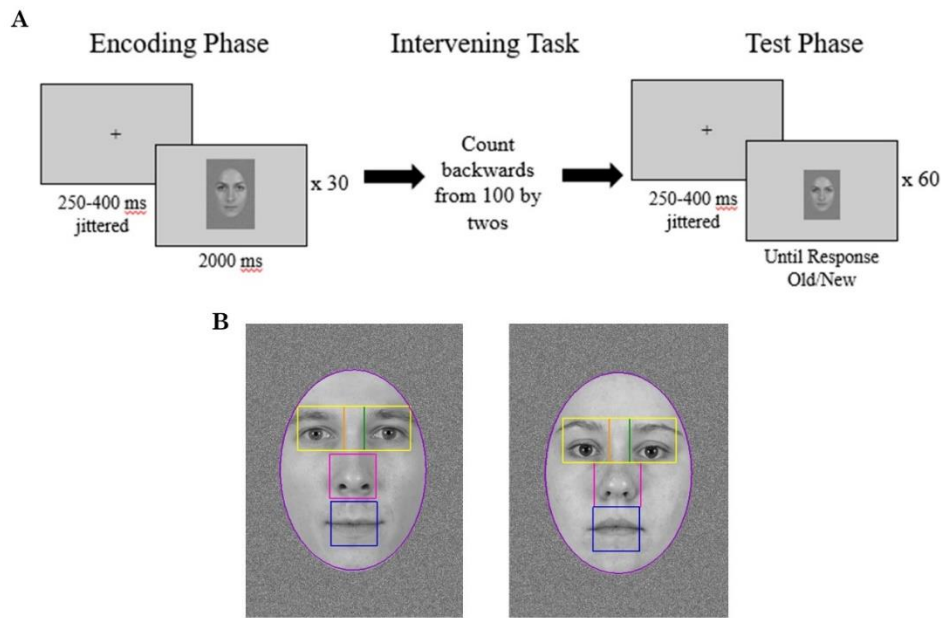 A
Encoding Phase
Intervening Task
Test Phase
250-400 ms
jittered
2000 ms
x 30
Count
backwards
from 100 by
twos
250-400 ms
jittered
Until Response
Old/New
x 60
B